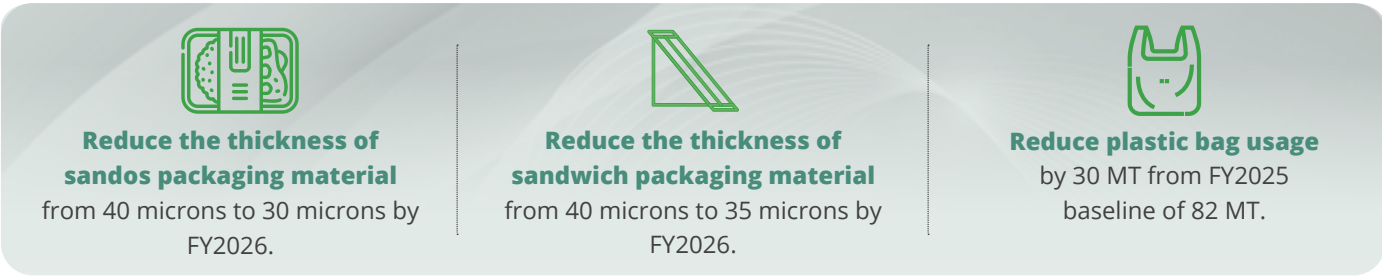 Reduce the thickness of
sandos packaging material
from 40 microns to 30 microns by
FY2026.
Reduce the thickness of
sandwich packaging material
from 40 microns to 35 microns by
FY2026.
Reduce plastic bag usage
by 30 MT from FY2025
baseline of 82 MT.